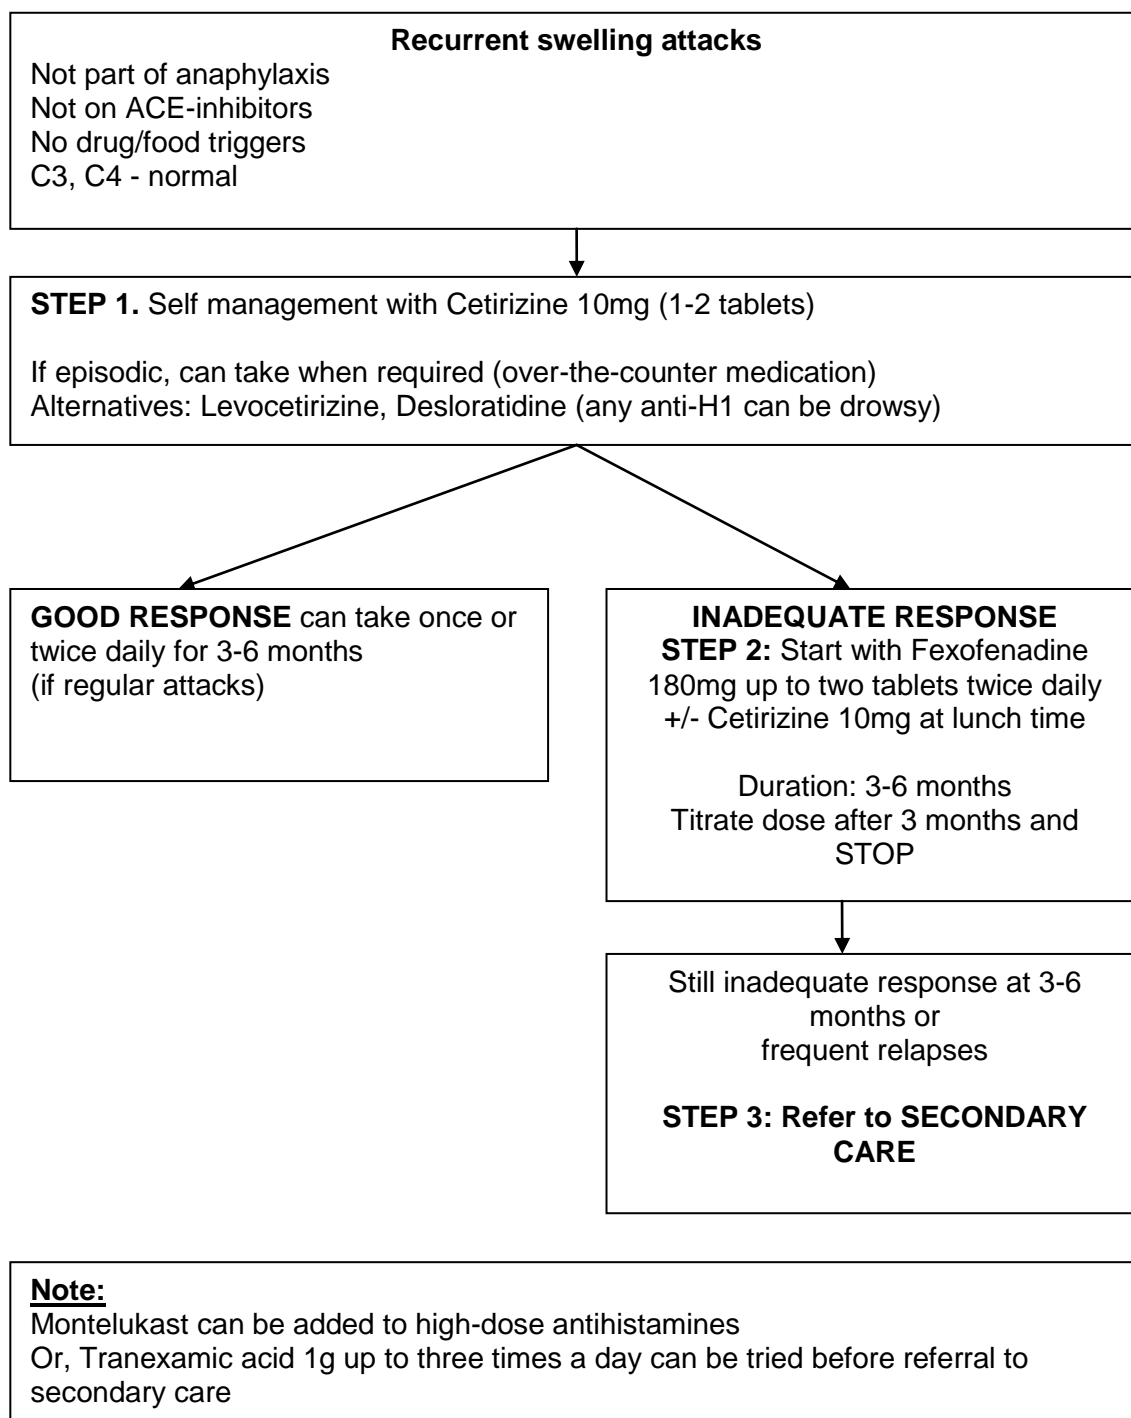 Recurrent swelling attacks
Not part of anaphylaxis
Not on ACE-inhibitors
No drug/food triggers
C3, C4 - normal
STEP 1. Self management with Cetirizine 10mg (1-2 tablets)
If episodic, can take when required (over-the-counter medication)
Alternatives: Levocetirizine, Desloratidine (any anti-H1 can be drowsy)
GOOD RESPONSE can take once or
twice daily for 3-6 months
(if regular attacks)
INADEQUATE RESPONSE
STEP 2: Start with Fexofenadine
180mg up to two tablets twice daily
+/- Cetirizine 10mg at lunch time
Duration: 3-6 months
Titrate dose after 3 months and
STOP
Still inadequate response at 3-6
months or
frequent relapses
STEP 3: Refer to SECONDARY
CARE
Note:
Montelukast can be added to high-dose antihistamines
Or, Tranexamic acid 1g up to three times a day can be tried before referral to
secondary care